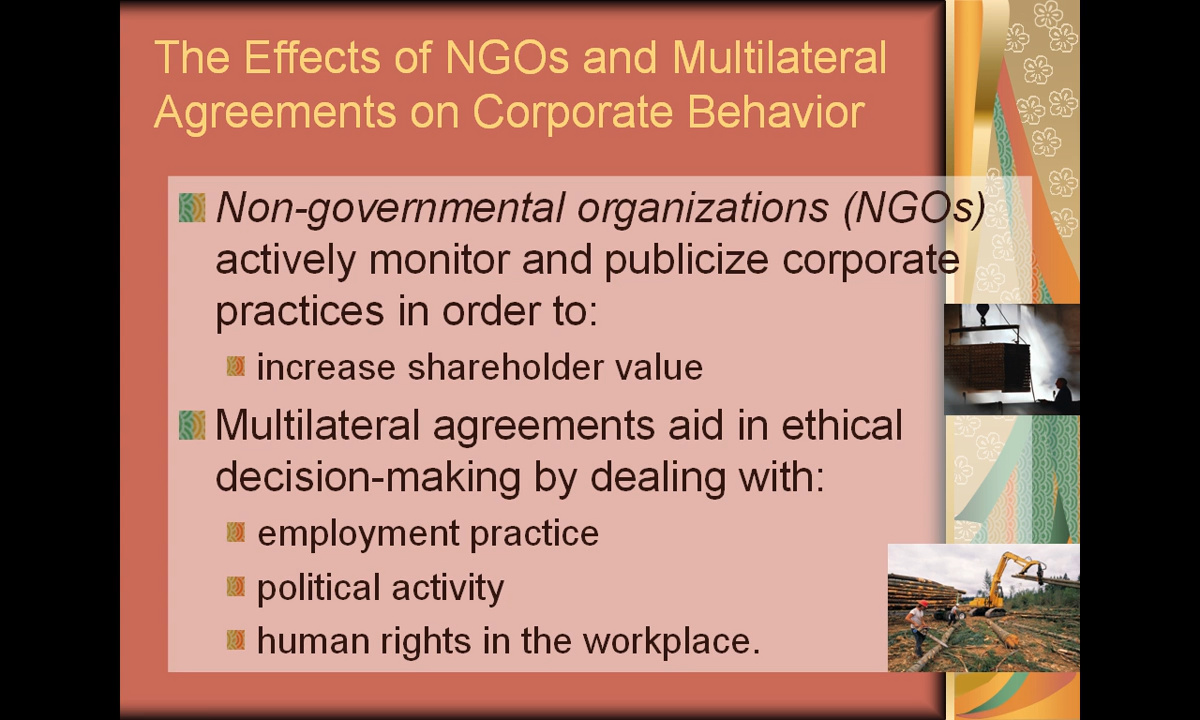 The Effects of NGOs and Multilateral
Agreements on Corporate Behavior
Non-governmental organizations (NGOs)
actively monitor and publicize corporate
practices in order to:
increase shareholder value
Multilateral agreements aid in ethical
decision-making by dealing with:
employment practice
political activity
human rights in the workplace.